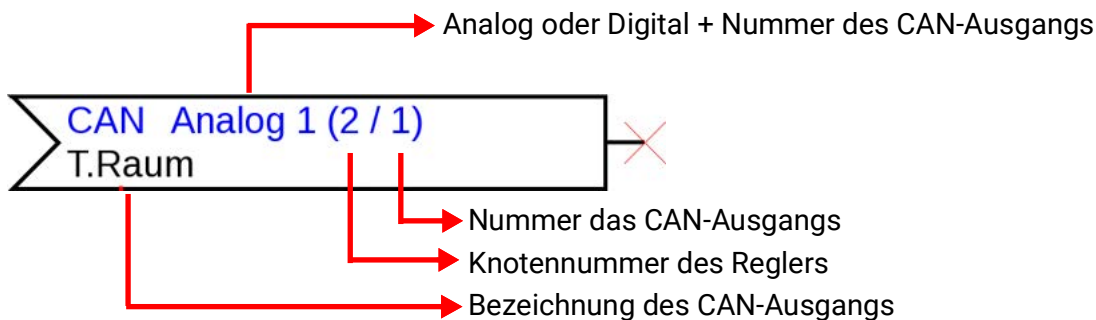 Analog oder Digital + Nummer des CAN-Ausgangs
CAN Analog 1 (2 / 1)
T.Raum
Nummer das CAN-Ausgangs
Knotennummer des Reglers
Bezeichnung des CAN-Ausgangs